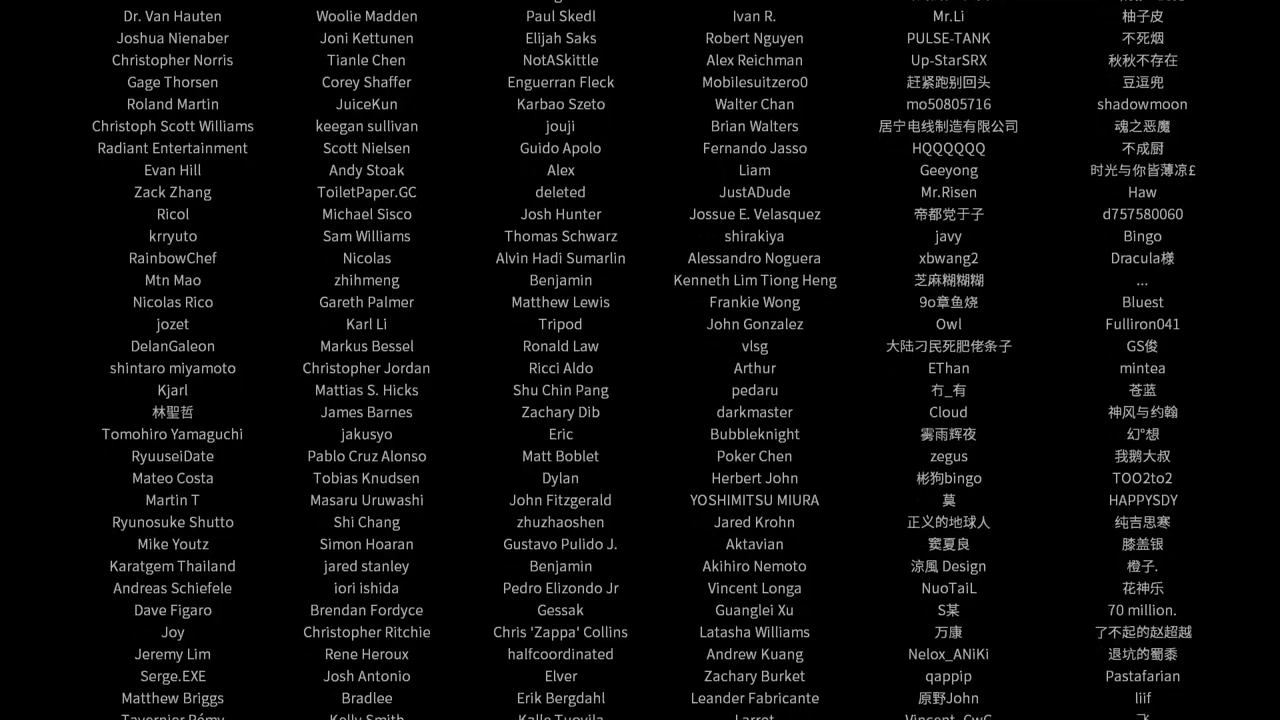 Dr. Van Hauten Woolie Madden Paul Skedl Ivan R. Mr.Li 柚子皮
Joshua Nienaber Joni Kettunen Elijah Saks Robert Nguyen PULSE-TANK 不死烟
Christopher Norris Tianle Chen NotASkittle Alex Reichman Up-StarSRX 秋秋不存在
Gage Thorsen Corey Shaffer Enguerran Fleck Mobilesuitzero0 赶紧跑别回头 豆逗兜
Roland Martin JuiceKun Karbao Szeto Walter Chan mo50805716 shadowmoon
Christoph Scott Williams keegan sullivan jouji Brian Walters 居宁电线制造有限公司 魂之恶魔
Radiant Entertainment Scott Nielsen Guido Apolo Fernando Jasso HQQQQQQ 不成厨
Evan Hill Andy Stoak Alex Liam Geeyong 时光与你皆薄凉£
Zack Zhang ToiletPaper.GC deleted JustADude Mr.Risen Haw
Ricol Michael Sisco Josh Hunter Jossue E. Velasquez 帝都党于子 d757580060
krryuto Sam Williams Thomas Schwarz shirakiya javy Bingo
RainbowChef Nicolas Alvin Hadi Sumarlin Alessandro Noguera xbwang2 Dracula様
Mtn Mao zhihmeng Benjamin Kenneth Lim Tiong Heng 芝麻糊糊糊 ...
Nicolas Rico Gareth Palmer Matthew Lewis Frankie Wong 9o章鱼烧 Bluest
jozet Karl Li Tripod John Gonzalez Owl Fulliron041
DelanGaleon Markus Bessel Ronald Law vlsg 大陆刁民死肥佬条子 GS俊
shintaro miyamoto Christopher Jordan Ricci Aldo Arthur EThan mintea
Kjarl Mattias S. Hicks Shu Chin Pang pedaru 冇_有 苍蓝
林聖哲 James Barnes Zachary Dib darkmaster Cloud 神风与约翰
Tomohiro Yamaguchi jakusyo Eric Bubbleknight 雾雨辉夜 幻°想
RyuuseiDate Pablo Cruz Alonso Matt Boblet Poker Chen zegus 我鹅大叔
Mateo Costa Tobias Knudsen Dylan Herbert John 彬狗bingo TOO2to2
Martin T Masaru Uruwashi John Fitzgerald YOSHIMITSU MIURA 莫 HAPPYSDY
Ryunosuke Shutto Shi Chang zhuzhaoshen Jared Krohn 正义的地球人 纯吉思寒
Mike Youtz Simon Hoaran Gustavo Pulido J. Aktavian 窦夏良 膝盖银
Karatgem Thailand jared stanley Benjamin Akihiro Nemoto 涼風 Design 橙子.
Andreas Schiefele iori ishida Pedro Elizondo Jr Vincent Longa NuoTaiL 花神乐
Dave Figaro Brendan Fordyce Gessak Guanglei Xu S某 70 million.
Joy Christopher Ritchie Chris 'Zappa' Collins Latasha Williams 万康 了不起的赵超越
Jeremy Lim Rene Heroux halfcoordinated Andrew Kuang Nelox_ANiKi 退坑的蜀黍
Serge.EXE Josh Antonio Elver Zachary Burket qappip Pastafarian
Matthew Briggs Bradlee Erik Bergdahl Leander Fabricante 原野John liif
Tavernier Rémy Kelly Smith Kalle Tuovila Larrot Vincent_CwC 飞